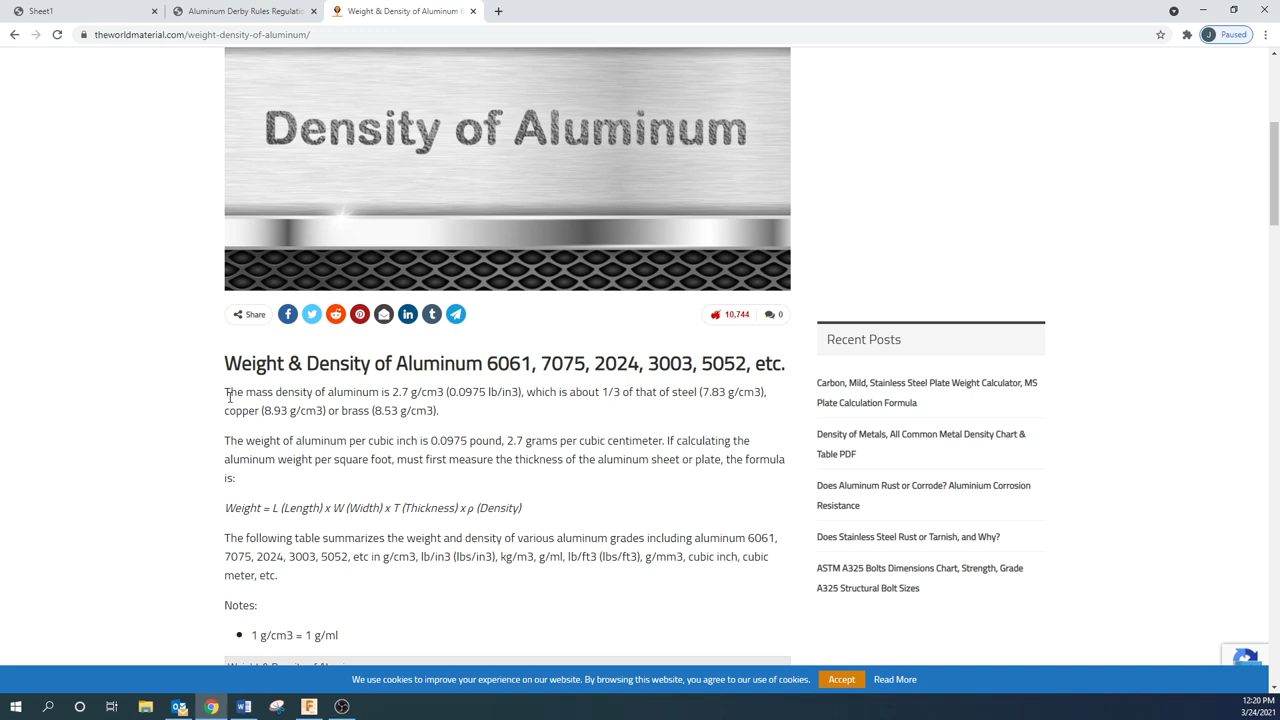 Sheet1
Aluminum Derby Rules Regulatio
Weight & Density of Aluminum 6
theworldmaterial.com/weight-density-of-aluminum/
J
Paused
Density of Aluminum
Share
10,744
0
Weight & Density of Aluminum 6061, 7075, 2024, 3003, 5052, etc.
The mass density of aluminum is 2.7 g/cm3 (0.0975 lb/in3), which is about 1/3 of that of steel (7.83 g/cm3),
copper (8.93 g/cm3) or brass (8.53 g/cm3).
The weight of aluminum per cubic inch is 0.0975 pound, 2.7 grams per cubic centimeter. If calculating the
aluminum weight per square foot, must first measure the thickness of the aluminum sheet or plate, the formula
is:
Weight = L (Length) x W (Width) x T (Thickness) x ρ (Density)
The following table summarizes the weight and density of various aluminum grades including aluminum 6061,
7075, 2024, 3003, 5052, etc in g/cm3, lb/in3 (lbs/in3), kg/m3, g/ml, lb/ft3 (lbs/ft3), g/mm3, cubic inch, cubic
meter, etc.
Notes:
1 g/cm3 = 1 g/ml
Recent Posts
Carbon, Mild, Stainless Steel Plate Weight Calculator, MS
Plate Calculation Formula
Density of Metals, All Common Metal Density Chart &
Table PDF
Does Aluminum Rust or Corrode? Aluminium Corrosion
Resistance
Does Stainless Steel Rust or Tarnish, and Why?
ASTM A325 Bolts Dimensions Chart, Strength, Grade
A325 Structural Bolt Sizes
We use cookies to improve your experience on our website. By browsing this website, you agree to our use of cookies.
Accept
Read More
12:20 PM
3/24/2021